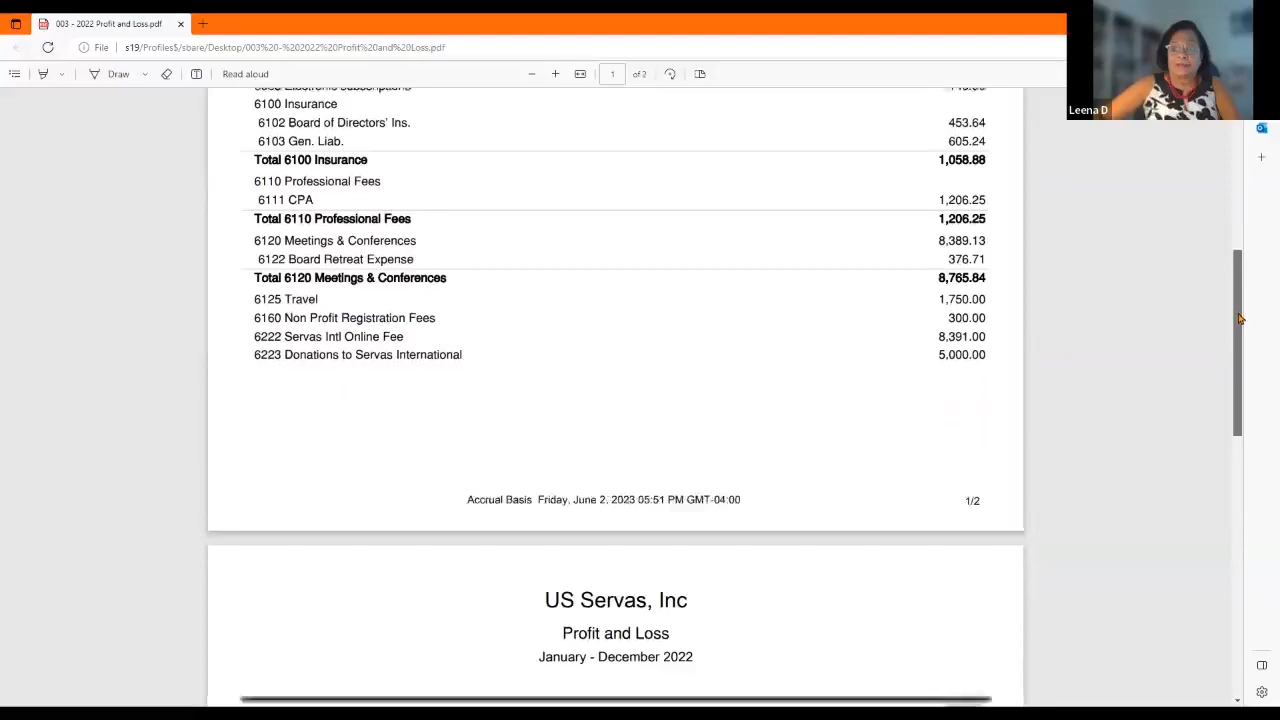 003 - 2022 Profit and Loss.pdf
File s19/Profiles$/sbare/Desktop/003%20-%202022%20Profit%20and%20Loss.pdf
Draw Read aloud 1 of 2
Leena D
6100 Insurance
6102 Board of Directors' Ins. 453.64
6103 Gen. Liab. 605.24
Total 6100 Insurance 1,058.88
6110 Professional Fees
6111 CPA 1,206.25
Total 6110 Professional Fees 1,206.25
6120 Meetings & Conferences 8,389.13
6122 Board Retreat Expense 376.71
Total 6120 Meetings & Conferences 8,765.84
6125 Travel 1,750.00
6160 Non Profit Registration Fees 300.00
6222 Servas Intl Online Fee 8,391.00
6223 Donations to Servas International 5,000.00
Accrual Basis Friday, June 2, 2023 05:51 PM GMT-04:00 1/2
US Servas, Inc
Profit and Loss
January - December 2022